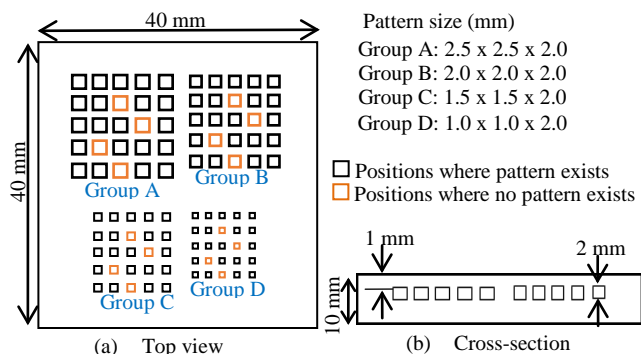 40 mm
40 mm
Group A
Group B
Group C
Group D
(a) Top view
Pattern size (mm)
Group A: 2.5 x 2.5 x 2.0
Group B: 2.0 x 2.0 x 2.0
Group C: 1.5 x 1.5 x 2.0
Group D: 1.0 x 1.0 x 2.0
Positions where pattern exists
Positions where no pattern exists
1 mm
2 mm
10 mm
(b) Cross-section